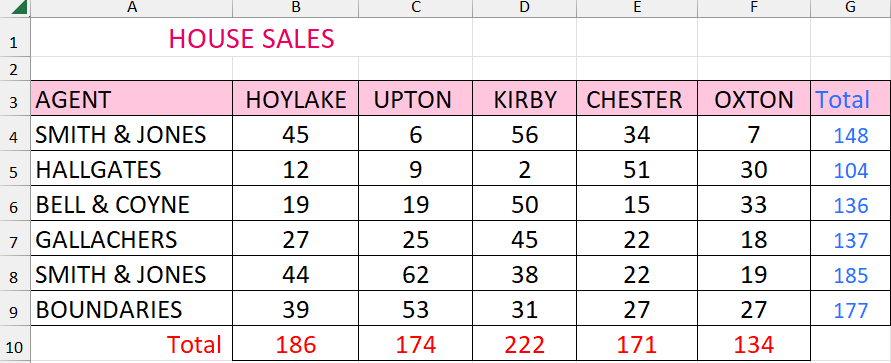 A B C D E F G
1 HOUSE SALES
2
3 AGENT HOYLAKE UPTON KIRBY CHESTER OXTON Total
4 SMITH & JONES 45 6 56 34 7 148
5 HALLGATES 12 9 2 51 30 104
6 BELL & COYNE 19 19 50 15 33 136
7 GALLACHERS 27 25 45 22 18 137
8 SMITH & JONES 44 62 38 22 19 185
9 BOUNDARIES 39 53 31 27 27 177
10 Total 186 174 222 171 134